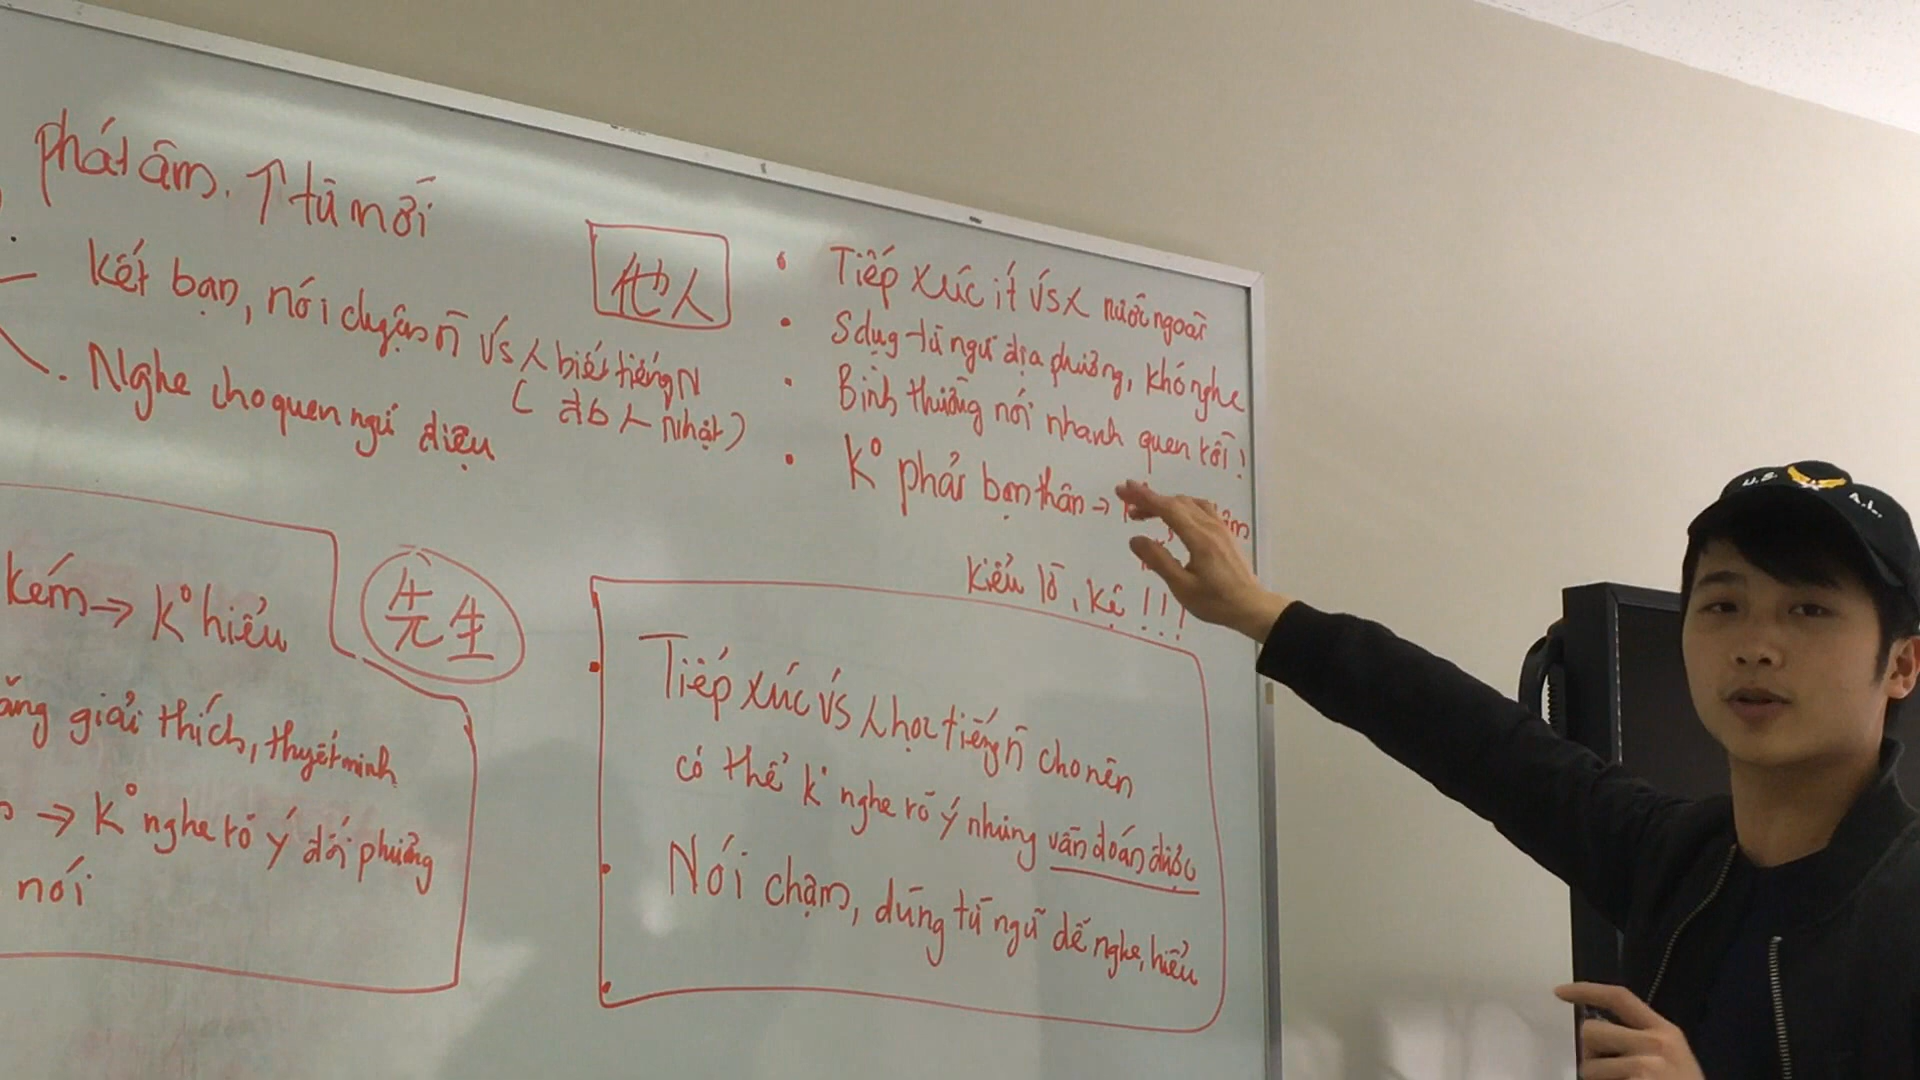 phát âm. ↑ từ mới
Kết bạn, nói chuyện n̄ vs 人 biết tiếng N
( đb 人 Nhật)
. Nghe cho quen ngữ điệu
他人
• Tiếp xúc ít vs 人 nước ngoài
• Sdụg từ ngữ địa phương, khó nghe
• Bình thường nói nhanh quen rồi!
• K° phải bạn thân →
Kiểu lờ, kệ !!!
kém → K° hiểu
giải thích, thuyết minh
→ K° nghe rõ ý đối phương
nói
先生
• Tiếp xúc vs 人 học tiếng n̄ cho nên
có thể k° nghe rõ ý nhưng vẫn đoán được
• Nói chậm, dùng từ ngữ dễ nghe, hiểu